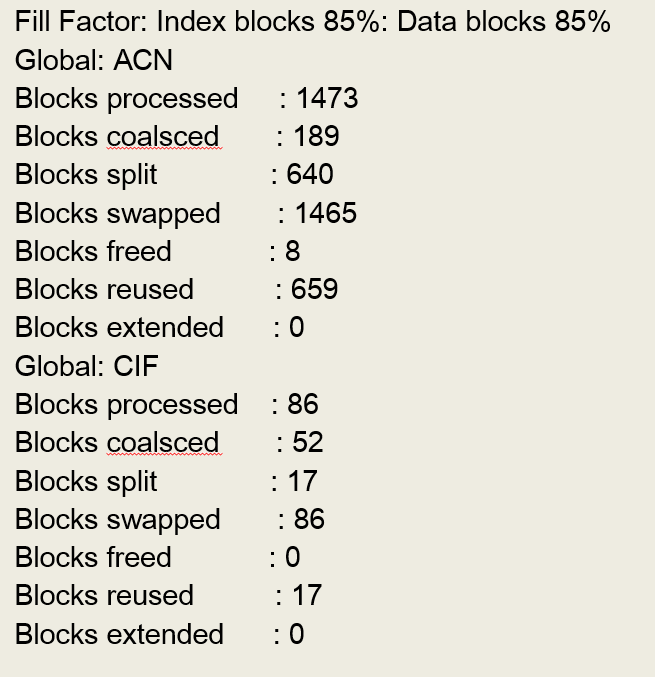 Fill Factor: Index blocks 85%: Data blocks 85%
Global: ACN
Blocks processed : 1473
Blocks coalsced : 189
Blocks split : 640
Blocks swapped : 1465
Blocks freed : 8
Blocks reused : 659
Blocks extended : 0
Global: CIF
Blocks processed : 86
Blocks coalsced : 52
Blocks split : 17
Blocks swapped : 86
Blocks freed : 0
Blocks reused : 17
Blocks extended : 0